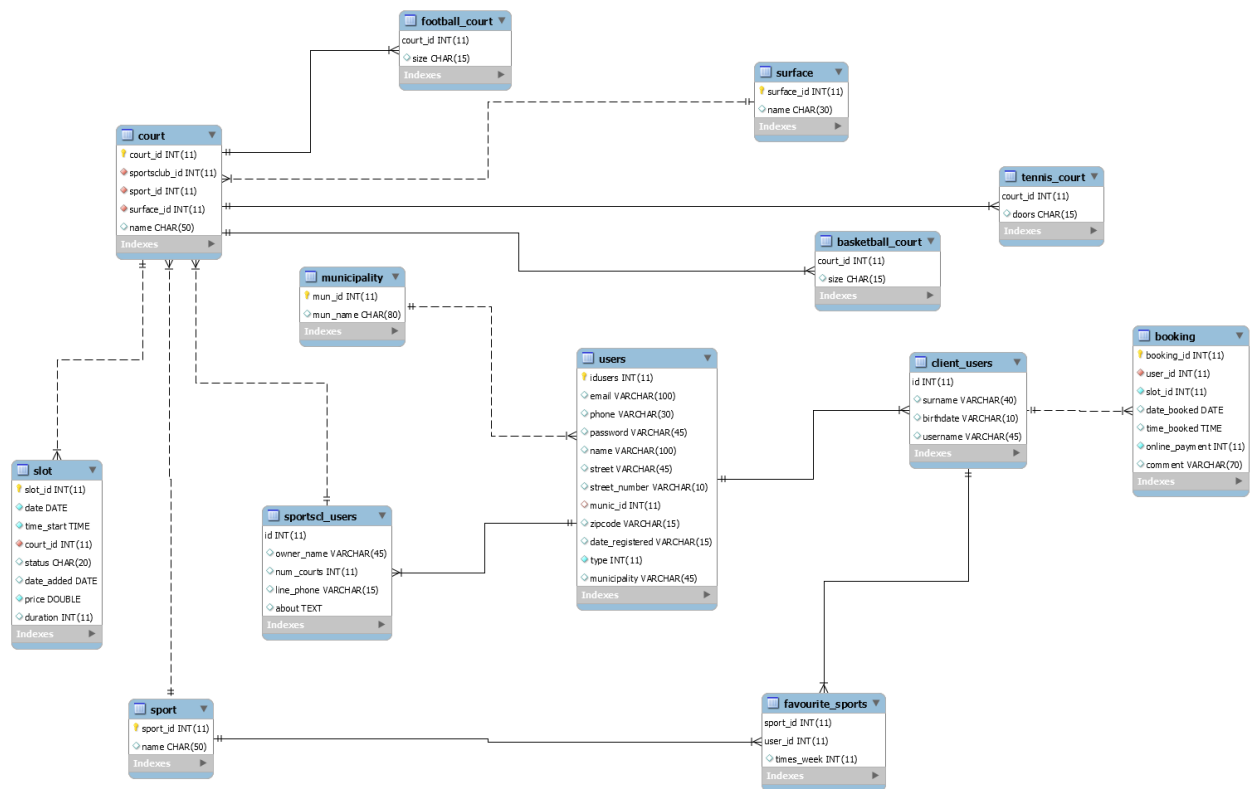 football_court
court_id INT(11)
size CHAR(15)
Indexes
surface
surface_id INT(11)
name CHAR(30)
Indexes
court
court_id INT(11)
sportsclub_id INT(11)
sport_id INT(11)
surface_id INT(11)
name CHAR(50)
Indexes
tennis_court
court_id INT(11)
doors CHAR(15)
Indexes
basketball_court
court_id INT(11)
size CHAR(15)
Indexes
municipality
mun_id INT(11)
mun_name CHAR(80)
Indexes
users
idusers INT(11)
email VARCHAR(100)
phone VARCHAR(30)
password VARCHAR(45)
name VARCHAR(100)
street VARCHAR(45)
street_number VARCHAR(10)
munic_id INT(11)
zipcode VARCHAR(15)
date_registered VARCHAR(15)
type INT(11)
municipality VARCHAR(45)
Indexes
client_users
id INT(11)
surname VARCHAR(40)
birthdate VARCHAR(10)
username VARCHAR(45)
Indexes
booking
booking_id INT(11)
user_id INT(11)
slot_id INT(11)
date_booked DATE
time_booked TIME
online_payment INT(11)
comment VARCHAR(70)
Indexes
slot
slot_id INT(11)
date DATE
time_start TIME
court_id INT(11)
status CHAR(20)
date_added DATE
price DOUBLE
duration INT(11)
Indexes
sportscl_users
id INT(11)
owner_name VARCHAR(45)
num_courts INT(11)
line_phone VARCHAR(15)
about TEXT
Indexes
sport
sport_id INT(11)
name CHAR(50)
Indexes
favourite_sports
sport_id INT(11)
user_id INT(11)
times_week INT(11)
Indexes